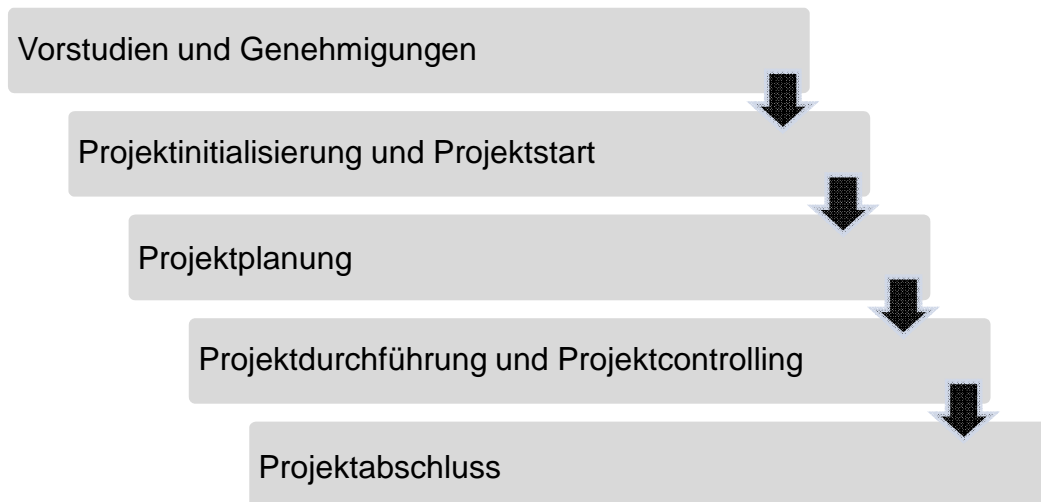 Vorstudien und Genehmigungen
Projektinitialisierung und Projektstart
Projektplanung
Projektdurchführung und Projektcontrolling
Projektabschluss